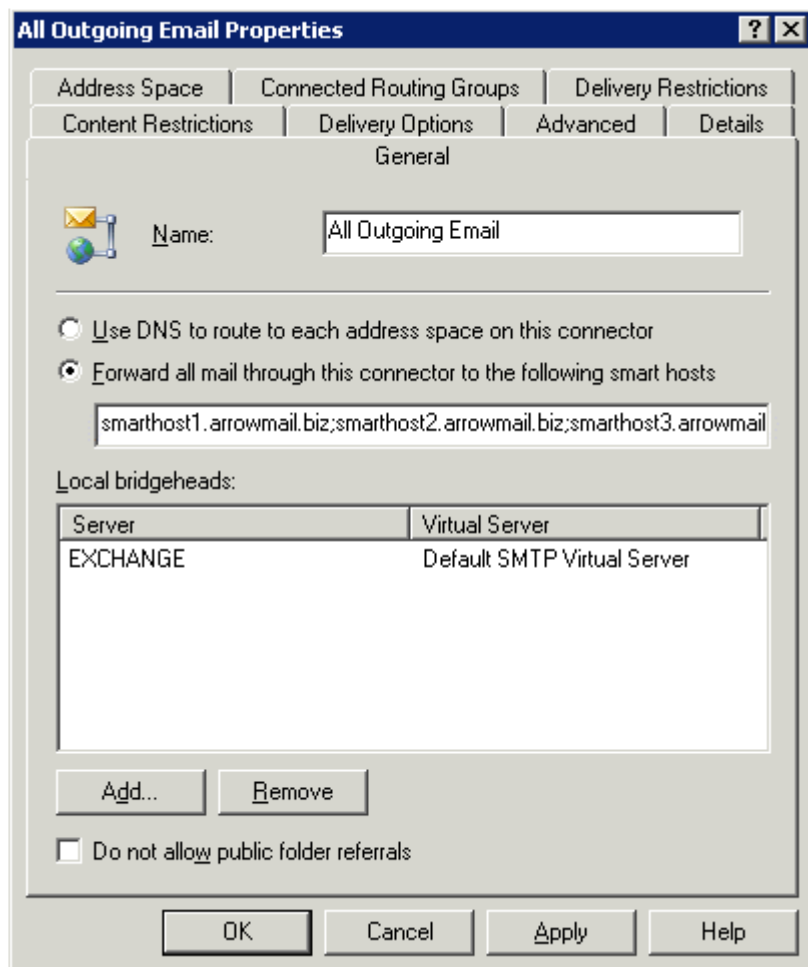 All Outgoing Email Properties
Address Space Connected Routing Groups Delivery Restrictions
Content Restrictions Delivery Options Advanced Details
General
Name: All Outgoing Email
Use DNS to route to each address space on this connector
Forward all mail through this connector to the following smart hosts
smarthost1.arrowmail.biz;smarthost2.arrowmail.biz;smarthost3.arrowmail
Local bridgeheads:
Server Virtual Server
EXCHANGE Default SMTP Virtual Server
Add... Remove
Do not allow public folder referrals
OK Cancel Apply Help